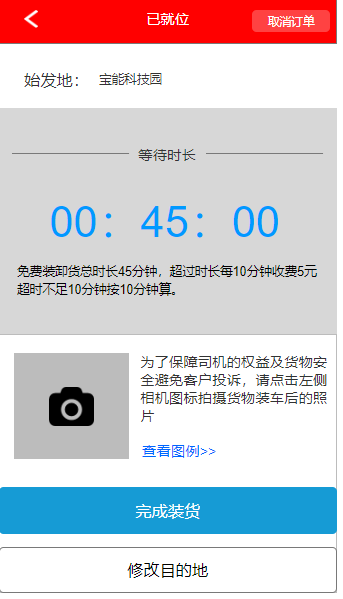 已就位
取消订单
始发地： 宝能科技园
等待时长
00：45：00
免费装卸货总时长45分钟，超过时长每10分钟收费5元
超时不足10分钟按10分钟算。
为了保障司机的权益及货物安
全避免客户投诉，请点击左侧
相机图标拍摄货物装车后的照
片
查看图例>>
完成装货
修改目的地